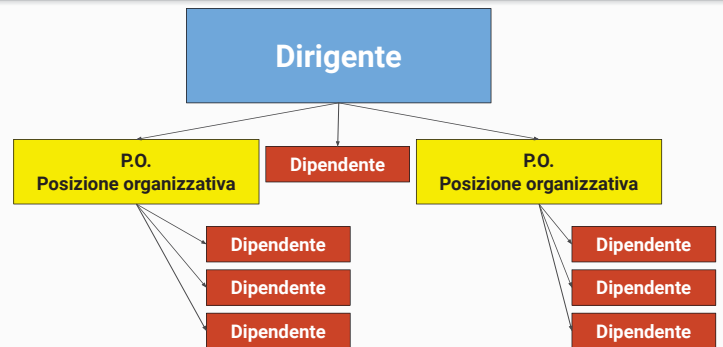 Dirigente
P.O.
Posizione organizzativa
Dipendente
P.O.
Posizione organizzativa
Dipendente
Dipendente
Dipendente
Dipendente
Dipendente
Dipendente